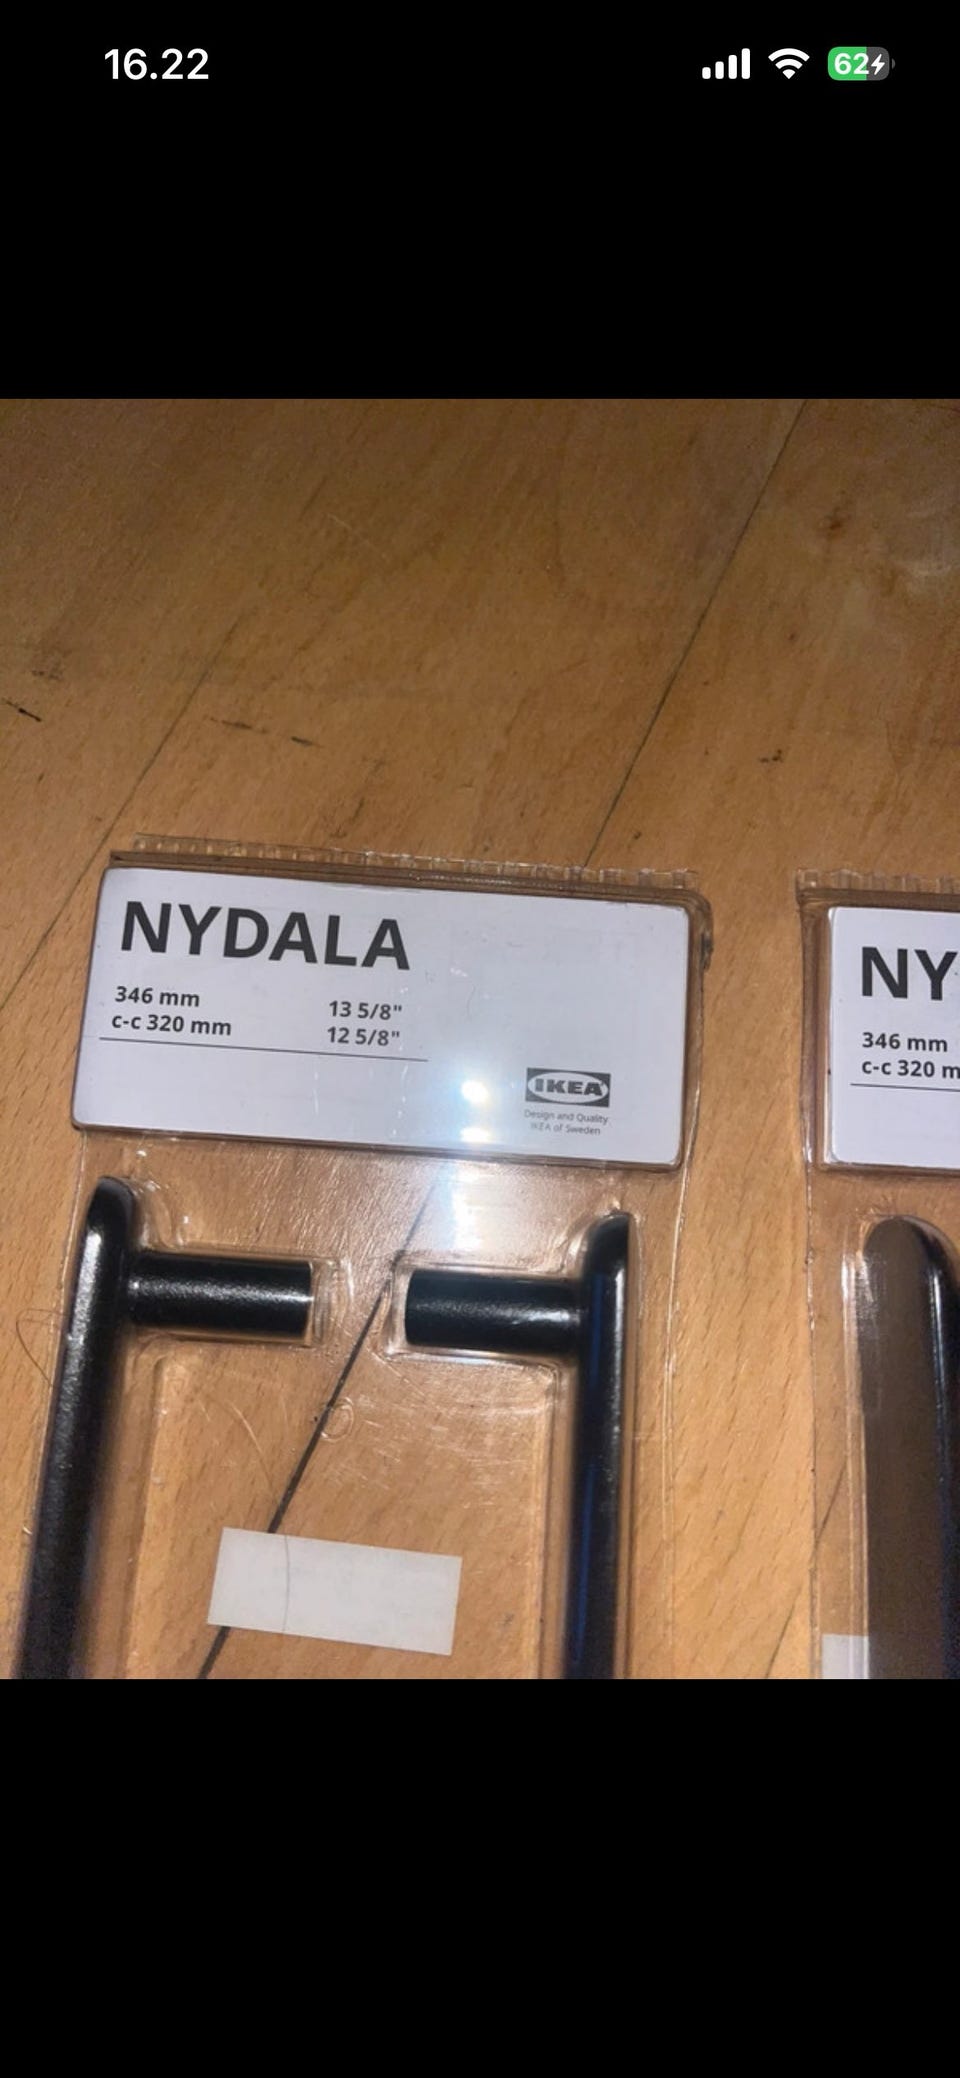 16.22
62
NYDALA
346 mm 13 5/8"
c-c 320 mm 12 5/8"
IKEA
Design and Quality
IKEA of Sweden
NY
346 mm
c-c 320 m